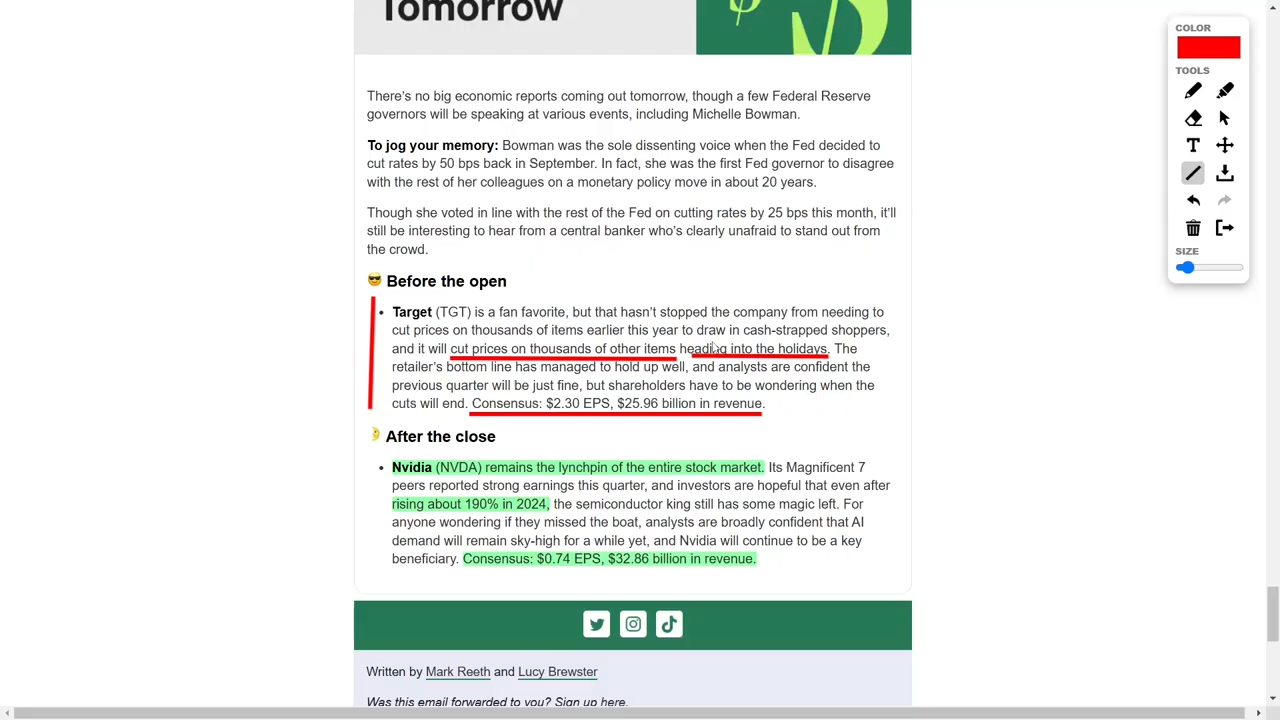 Tomorrow
$
$
COLOR
TOOLS
T
SIZE
There's no big economic reports coming out tomorrow, though a few Federal Reserve
governors will be speaking at various events, including Michelle Bowman.
To jog your memory: Bowman was the sole dissenting voice when the Fed decided to
cut rates by 50 bps back in September. In fact, she was the first Fed governor to disagree
with the rest of her colleagues on a monetary policy move in about 20 years.
Though she voted in line with the rest of the Fed on cutting rates by 25 bps this month, it'll
still be interesting to hear from a central banker who's clearly unafraid to stand out from
the crowd.
Before the open
• Target (TGT) is a fan favorite, but that hasn't stopped the company from needing to
cut prices on thousands of items earlier this year to draw in cash-strapped shoppers,
and it will cut prices on thousands of other items heading into the holidays. The
retailer's bottom line has managed to hold up well, and analysts are confident the
previous quarter will be just fine, but shareholders have to be wondering when the
cuts will end. Consensus: $2.30 EPS, $25.96 billion in revenue.
After the close
• Nvidia (NVDA) remains the lynchpin of the entire stock market. Its Magnificent 7
peers reported strong earnings this quarter, and investors are hopeful that even after
rising about 190% in 2024, the semiconductor king still has some magic left. For
anyone wondering if they missed the boat, analysts are broadly confident that AI
demand will remain sky-high for a while yet, and Nvidia will continue to be a key
beneficiary. Consensus: $0.74 EPS, $32.86 billion in revenue.
Written by Mark Reeth and Lucy Brewster
Was this email forwarded to you? Sign up here.